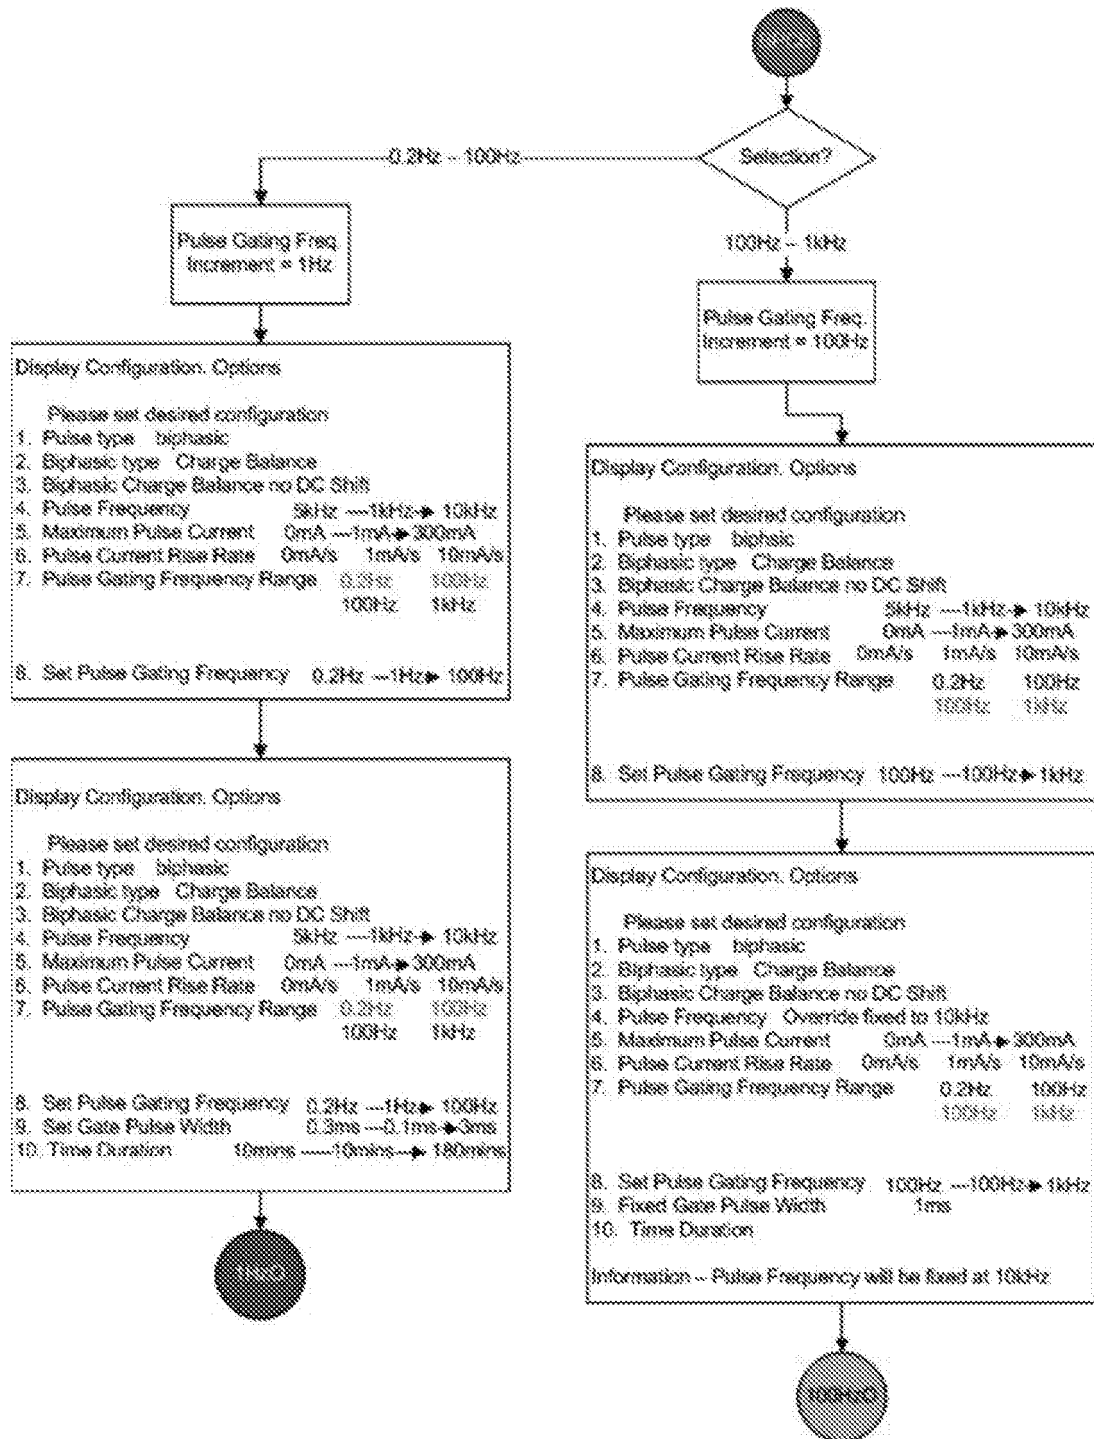 Selection?
0.2Hz – 100Hz
100Hz – 1kHz
Pulse Gating Freq.
Increment = 1Hz
Display Configuration. Options
Please set desired configuration
1. Pulse type biphasic
2. Biphasic type Charge Balance
3. Biphasic Charge Balance no DC Shift
4. Pulse Frequency 5kHz ---1kHz 10kHz
5. Maximum Pulse Current 0mA ---1mA 300mA
6. Pulse Current Rise Rate 0mA/s 1mA/s 10mA/s
7. Pulse Gating Frequency Range 0.2Hz 100Hz
100Hz 1kHz
8. Set Pulse Gating Frequency 0.2Hz ---1Hz 100Hz
Display Configuration. Options
Please set desired configuration
1. Pulse type biphasic
2. Biphasic type Charge Balance
3. Biphasic Charge Balance no DC Shift
4. Pulse Frequency 5kHz ---1kHz 10kHz
5. Maximum Pulse Current 0mA ---1mA 300mA
6. Pulse Current Rise Rate 0mA/s 1mA/s 10mA/s
7. Pulse Gating Frequency Range 0.2Hz 100Hz
100Hz 1kHz
8. Set Pulse Gating Frequency 0.2Hz ---1Hz 100Hz
9. Set Gate Pulse Width 0.3ms ---0.1ms 3ms
10. Time Duration 10mins -----10mins 180mins
Pulse Gating Freq.
Increment = 100Hz
Display Configuration. Options
Please set desired configuration
1. Pulse type biphsic
2. Biphasic type Charge Balance
3. Biphasic Charge Balance no DC Shift
4. Pulse Frequency 5kHz ---1kHz 10kHz
5. Maximum Pulse Current 0mA ---1mA 300mA
6. Pulse Current Rise Rate 0mA/s 1mA/s 10mA/s
7. Pulse Gating Frequency Range 0.2Hz 100Hz
100Hz 1kHz
8. Set Pulse Gating Frequency 100Hz ---100Hz 1kHz
Display Configuration. Options
Please set desired configuration
1. Pulse type biphasic
2. Biphasic type Charge Balance
3. Biphasic Charge Balance no DC Shift
4. Pulse Frequency Override fixed to 10kHz
5. Maximum Pulse Current 0mA ---1mA 300mA
6. Pulse Current Rise Rate 0mA/s 1mA/s 10mA/s
7. Pulse Gating Frequency Range 0.2Hz 100Hz
100Hz 1kHz
8. Set Pulse Gating Frequency 100Hz ---100Hz 1kHz
9. Fixed Gate Pulse Width 1ms
10. Time Duration
Information – Pulse Frequency will be fixed at 10kHz